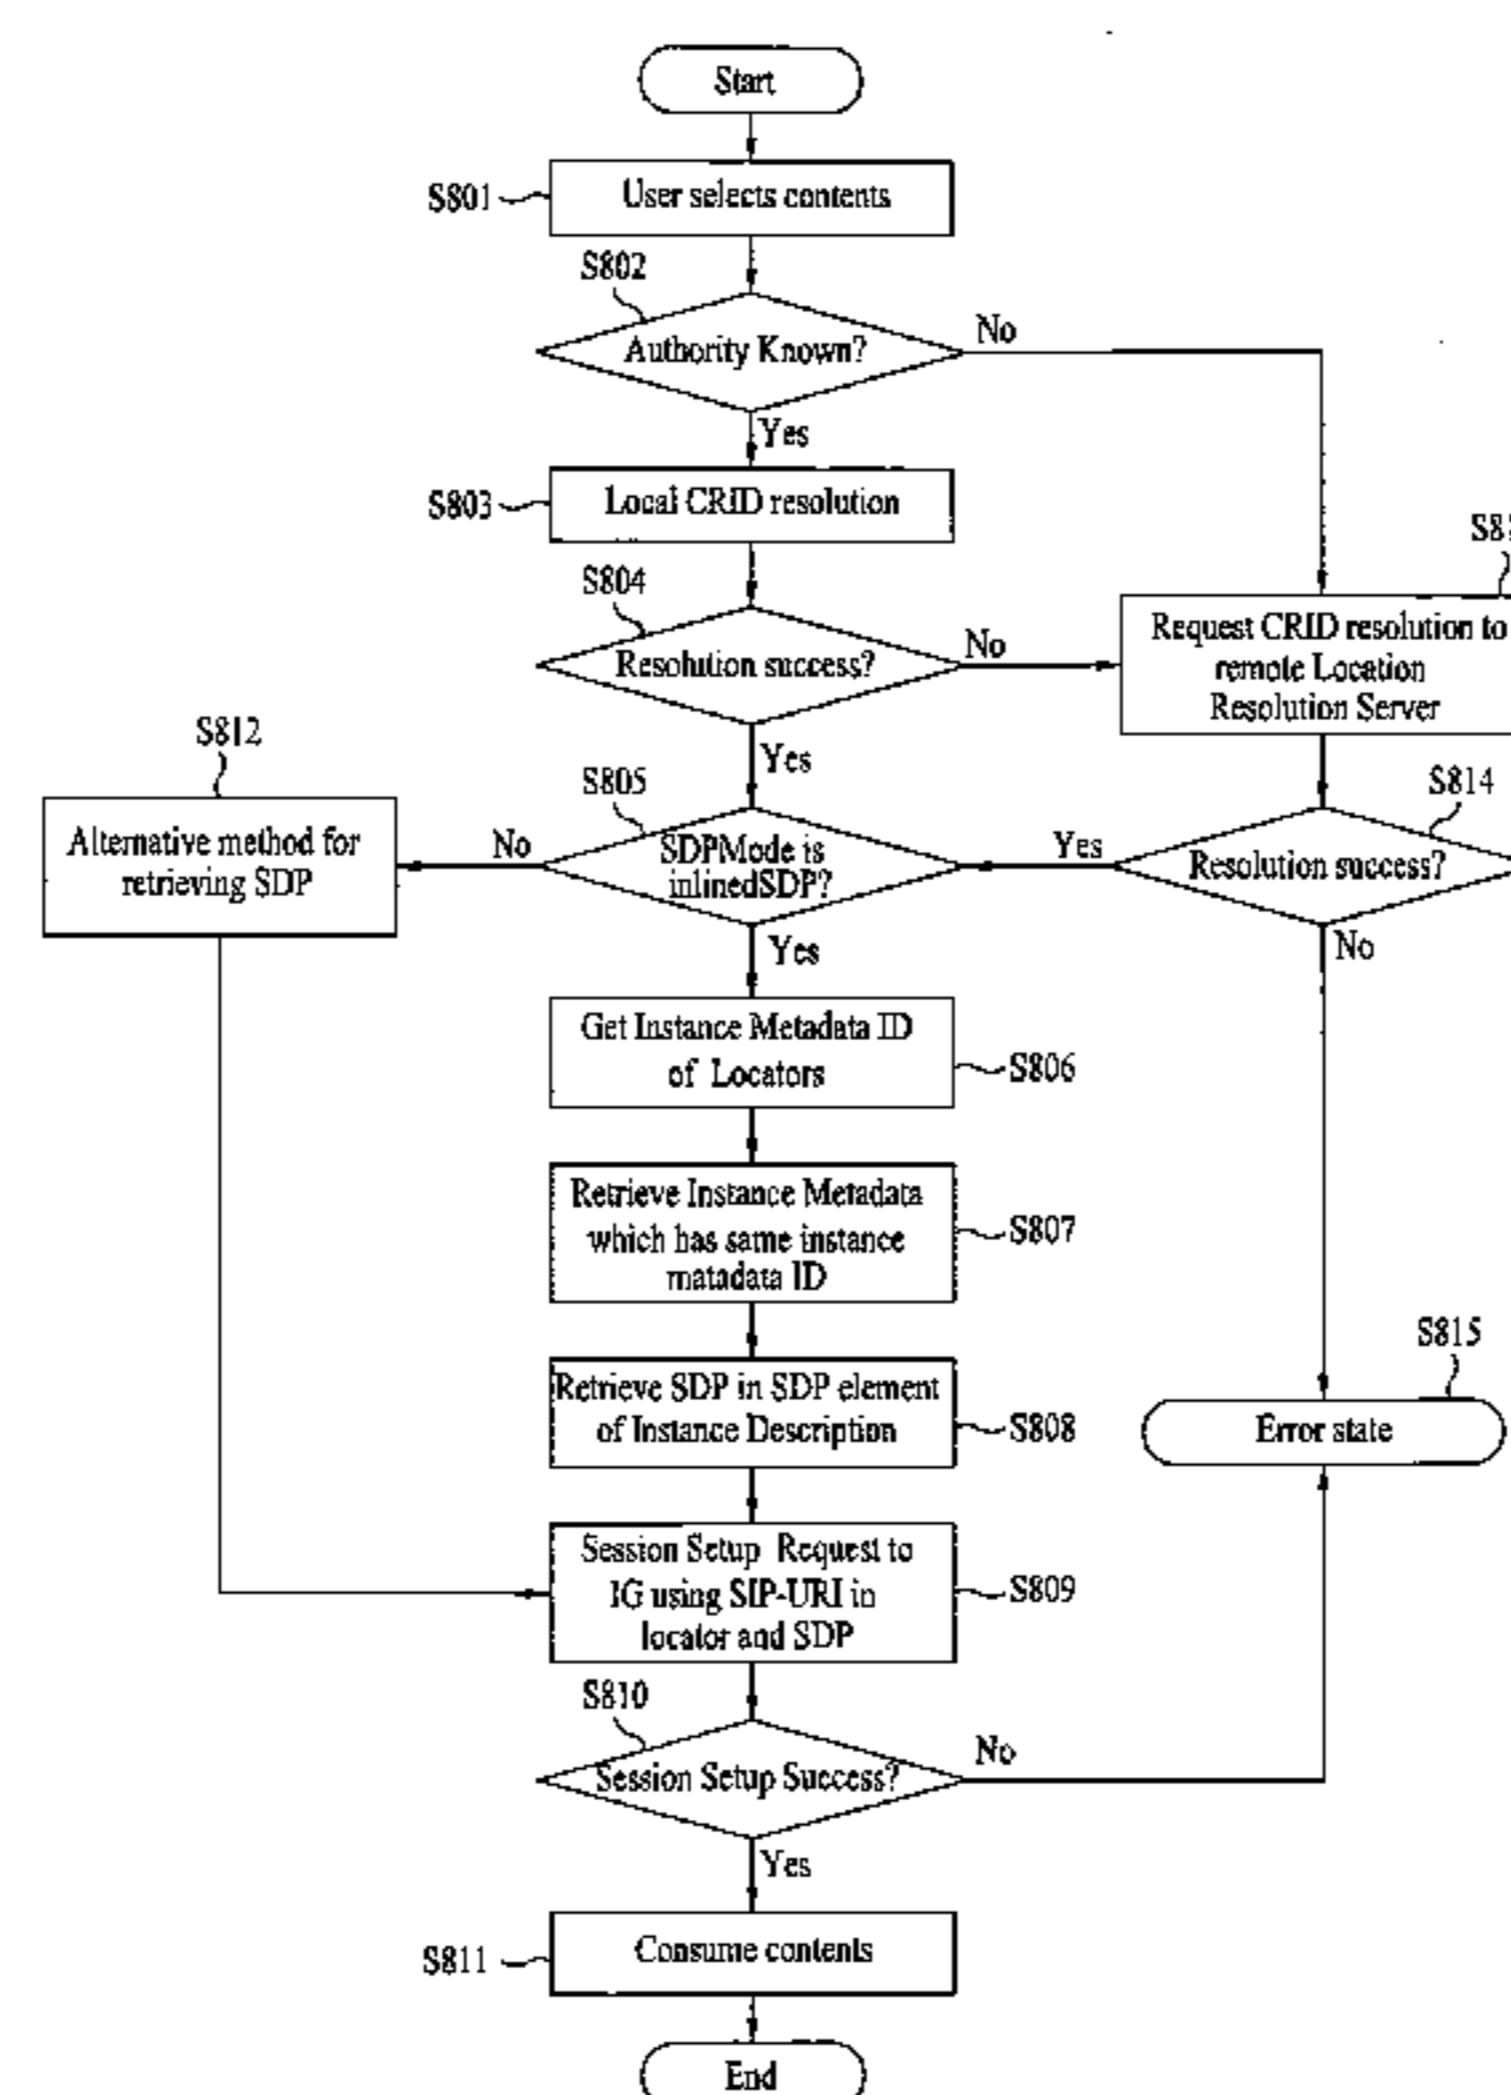 Start
S801
User selects contents
S802
Authority Known?
No
Yes
S803
Local CRID resolution
S804
Resolution success?
No
Request CRID resolution to
remote Location
Resolution Server
Yes
S812
Alternative method for
retrieving SDP
No
S805
SDPMode is
inlinedSDP?
Yes
S814
Resolution success?
No
Yes
Get Instance Metadata ID
of Locators
S806
Retrieve Instance Metadata
which has same instance
matadata ID
S807
Retrieve SDP in SDP element
of Instance Description
S808
S815
Error state
Session Setup Request to
IG using SIP-URI in
locator and SDP
S809
S810
Session Setup Success?
No
Yes
S811
Consume contents
End